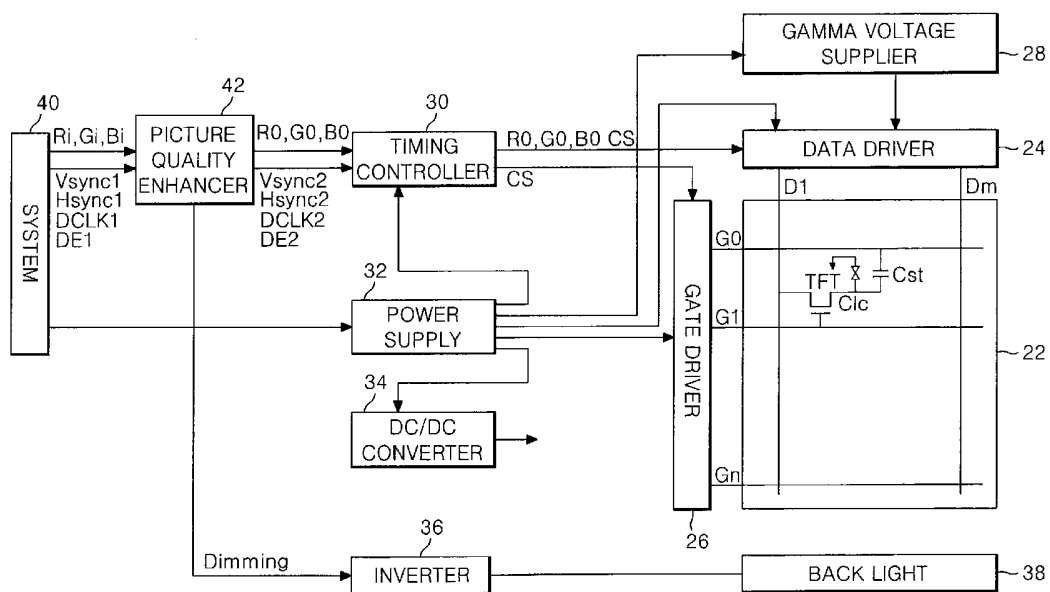 GAMMA VOLTAGE
SUPPLIER
28
40
SYSTEM
Ri,Gi,Bi
Vsync1
Hsync1
DCLK1
DE1
42
PICTURE
QUALITY
ENHANCER
R0,G0,B0
Vsync2
Hsync2
DCLK2
DE2
30
TIMING
CONTROLLER
R0,G0,B0 CS
CS
DATA DRIVER
24
D1
Dm
G0
TFT
Cst
Clc
G1
GATE DRIVER
26
22
Gn
32
POWER
SUPPLY
34
DC/DC
CONVERTER
Dimming
36
INVERTER
BACK LIGHT
38